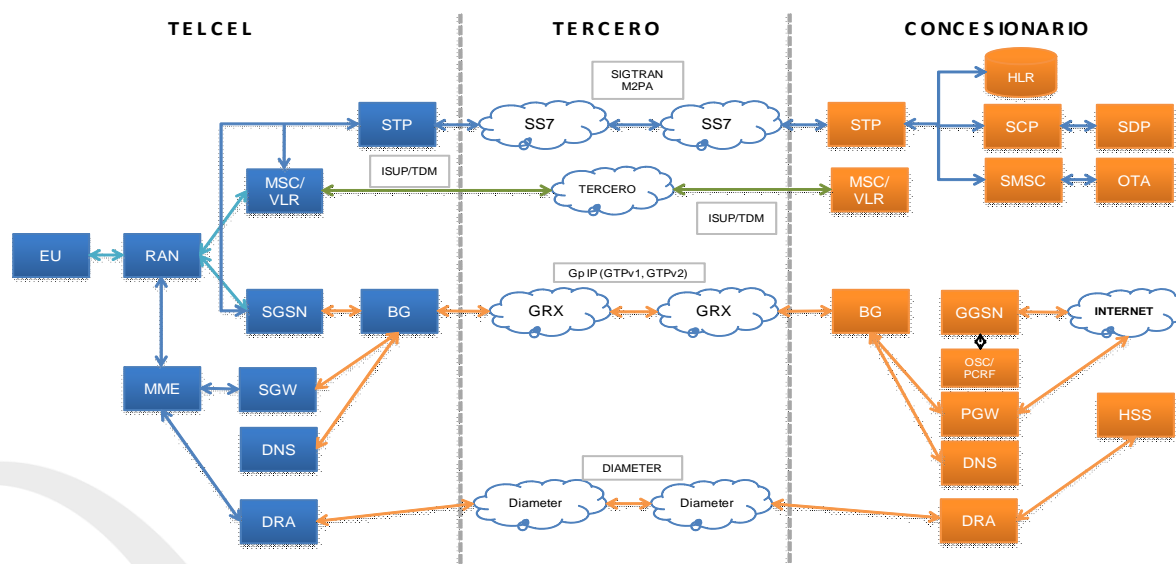 TELCEL
TERCERO
CONCESIONARIO
SIGTRAN
M2PA
HLR
STP
SS7
SS7
STP
SCP
SDP
ISUP/TDM
MSC/
VLR
TERCERO
MSC/
VLR
SMSC
OTA
ISUP/TDM
EU
RAN
Gp IP (GTPv1, GTPv2)
SGSN
BG
GRX
GRX
BG
GGSN
INTERNET
OSC/
PCRF
MME
SGW
PGW
HSS
DNS
DNS
DIAMETER
Diameter
Diameter
DRA
DRA